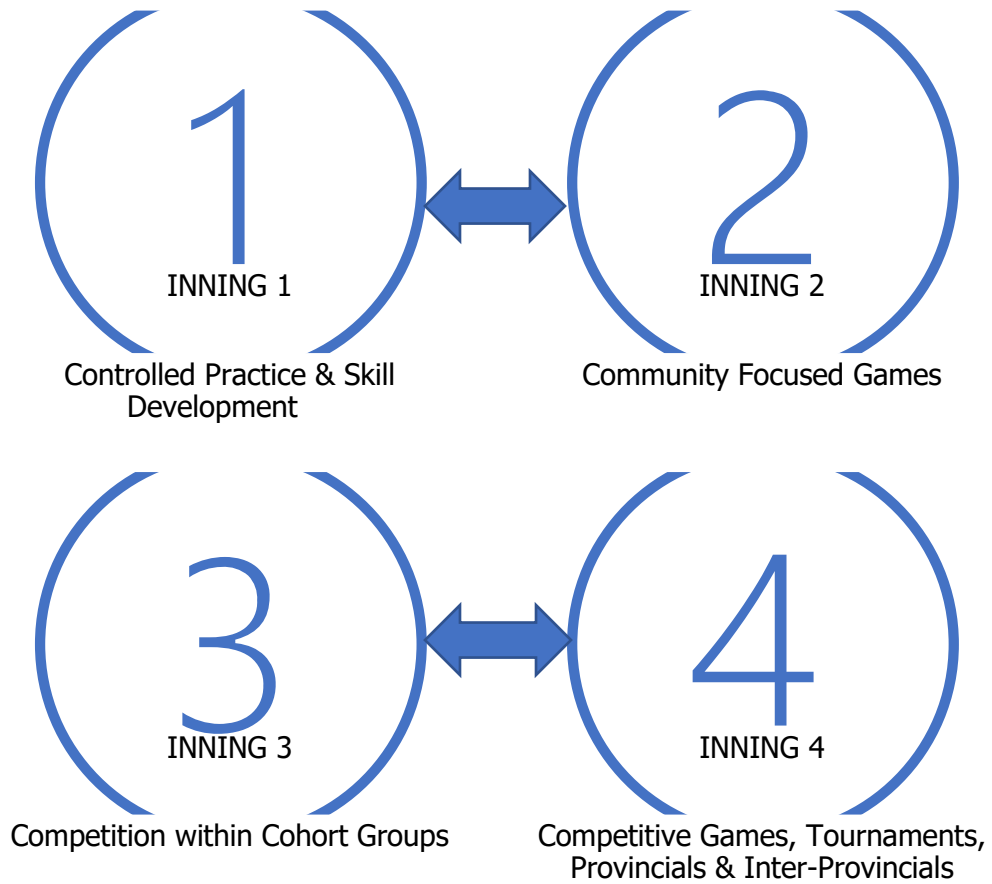 1
INNING 1
Controlled Practice & Skill
Development
2
INNING 2
Community Focused Games
3
INNING 3
Competition within Cohort Groups
4
INNING 4
Competitive Games, Tournaments,
Provincials & Inter-Provincials